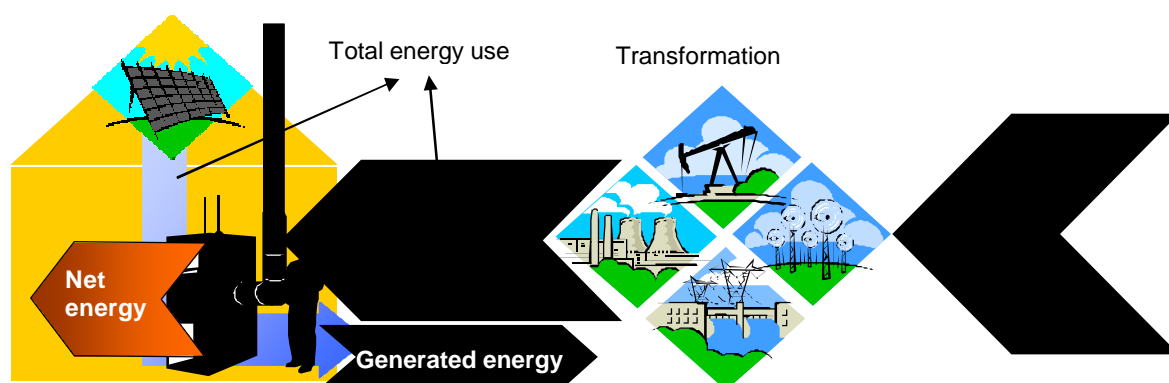 Total energy use
Transformation
Net
energy
Generated energy